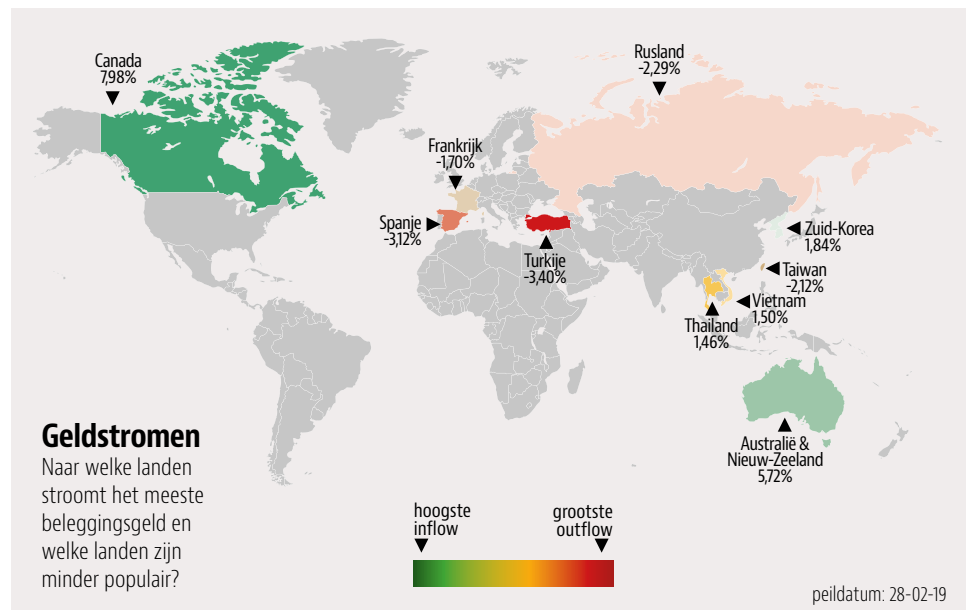 Canada
7,98%
Rusland
-2,29%
Frankrijk
-1,70%
Spanje
-3,12%
Turkije
-3,40%
Zuid-Korea
1,84%
Taiwan
-2,12%
Vietnam
1,50%
Thailand
1,46%
Australië &
Nieuw-Zeeland
5,72%
Geldstromen
Naar welke landen
stroomt het meeste
beleggingsgeld en
welke landen zijn
minder populair?
hoogste
inflow
grootste
outflow
peildatum: 28-02-19